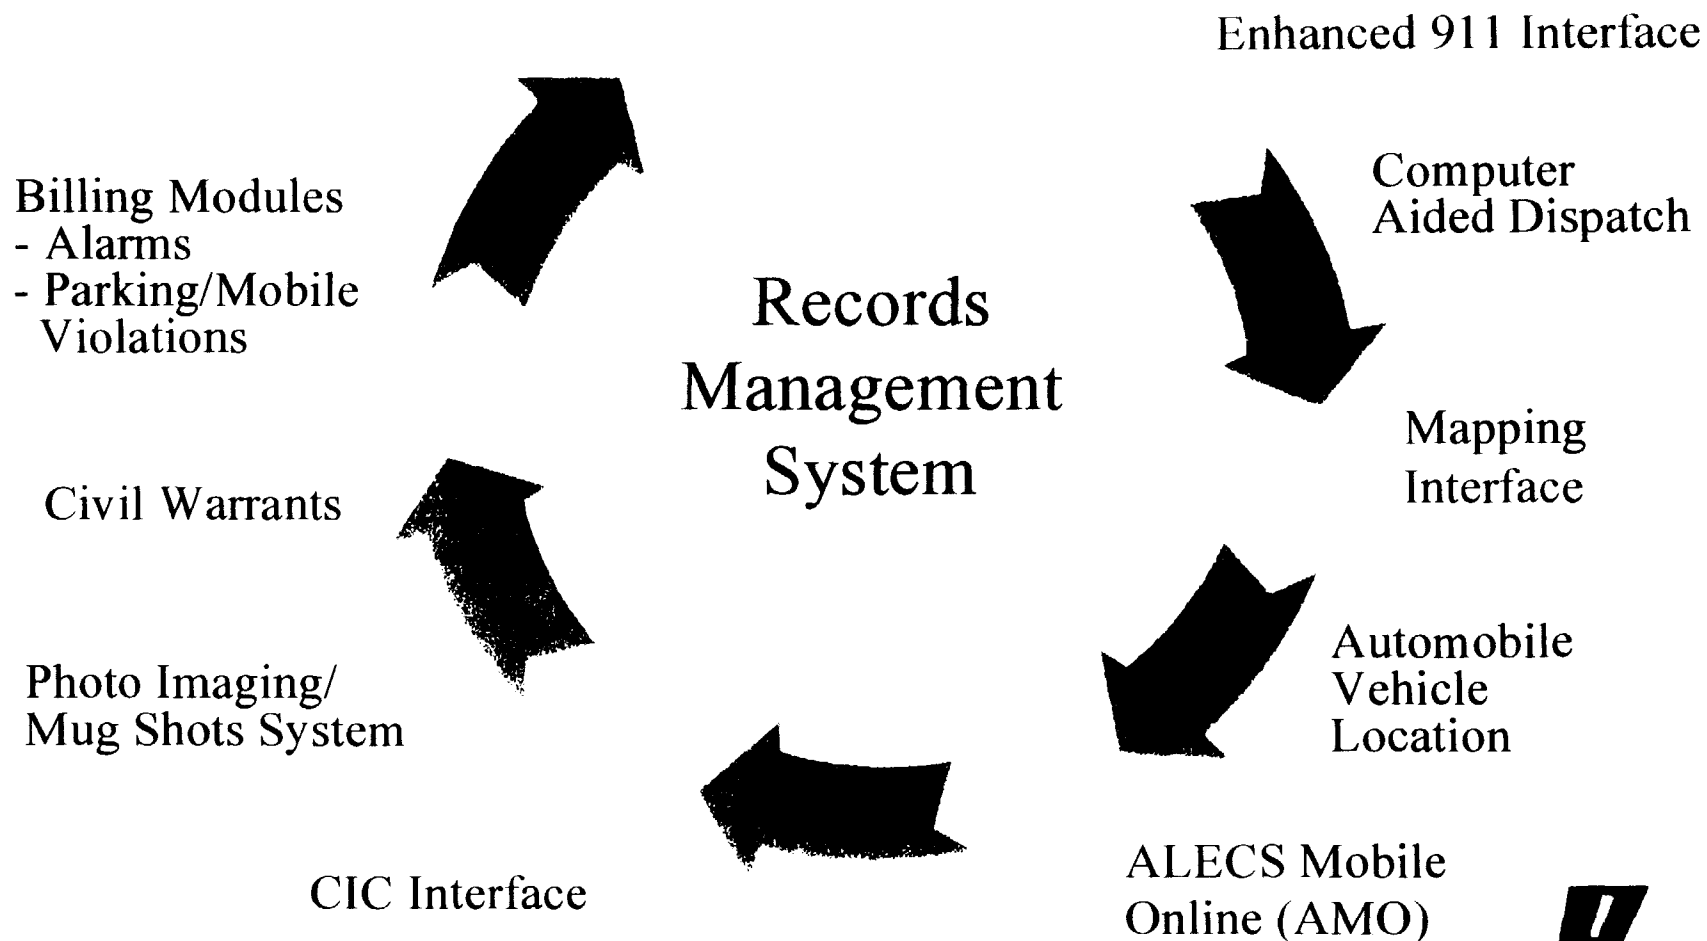 Enhanced 911 Interface
Computer
Aided Dispatch
Billing Modules
- Alarms
- Parking/Mobile
Violations
Records
Management
System
Mapping
Interface
Civil Warrants
Automobile
Vehicle
Location
Photo Imaging/
Mug Shots System
ALECS Mobile
Online (AMO)
CIC Interface